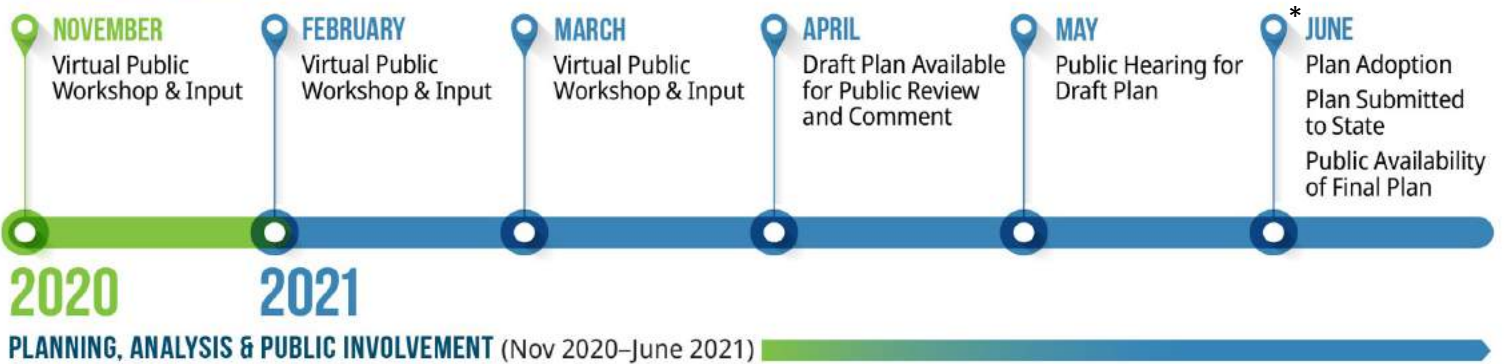 NOVEMBER
Virtual Public
Workshop & Input
FEBRUARY
Virtual Public
Workshop & Input
MARCH
Virtual Public
Workshop & Input
APRIL
Draft Plan Available
for Public Review
and Comment
MAY
Public Hearing for
Draft Plan
* JUNE
Plan Adoption
Plan Submitted
to State
Public Availability
of Final Plan
2020
2021
PLANNING, ANALYSIS & PUBLIC INVOLVEMENT (Nov 2020–June 2021)